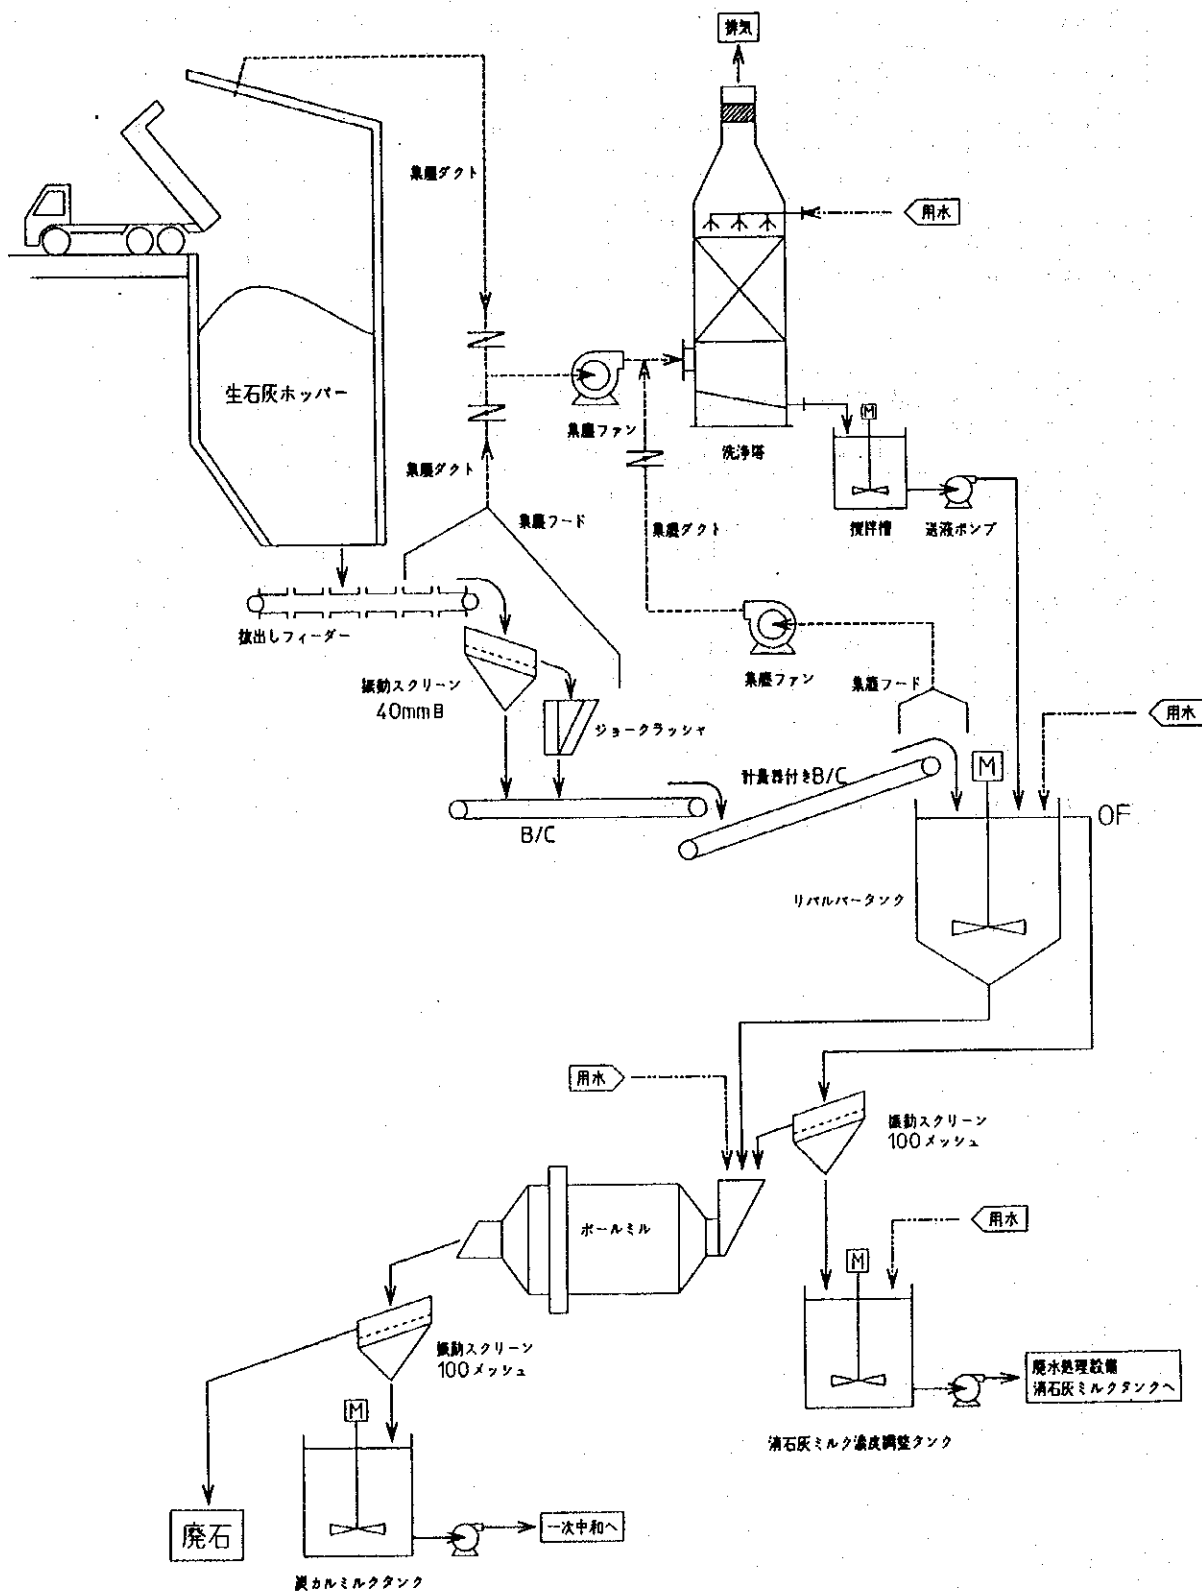 排気
集塵ダクト
用水
生石灰ホッパー
集塵ファン
洗浄塔
M
集塵ダクト
集塵フード
集塵ダクト
撹拌槽
送液ポンプ
抜出しフィーダー
振動スクリーン
40mm目
ジョークラッシャ
集塵ファン
集塵フード
用水
計量器付きB/C
M
B/C
OF
リパルパータンク
用水
振動スクリーン
100メッシュ
ボールミル
用水
M
振動スクリーン
100メッシュ
廃水処理設備
消石灰ミルクタンクへ
M
消石灰ミルク濃度調整タンク
廃石
一次中和へ
炭カルミルクタンク